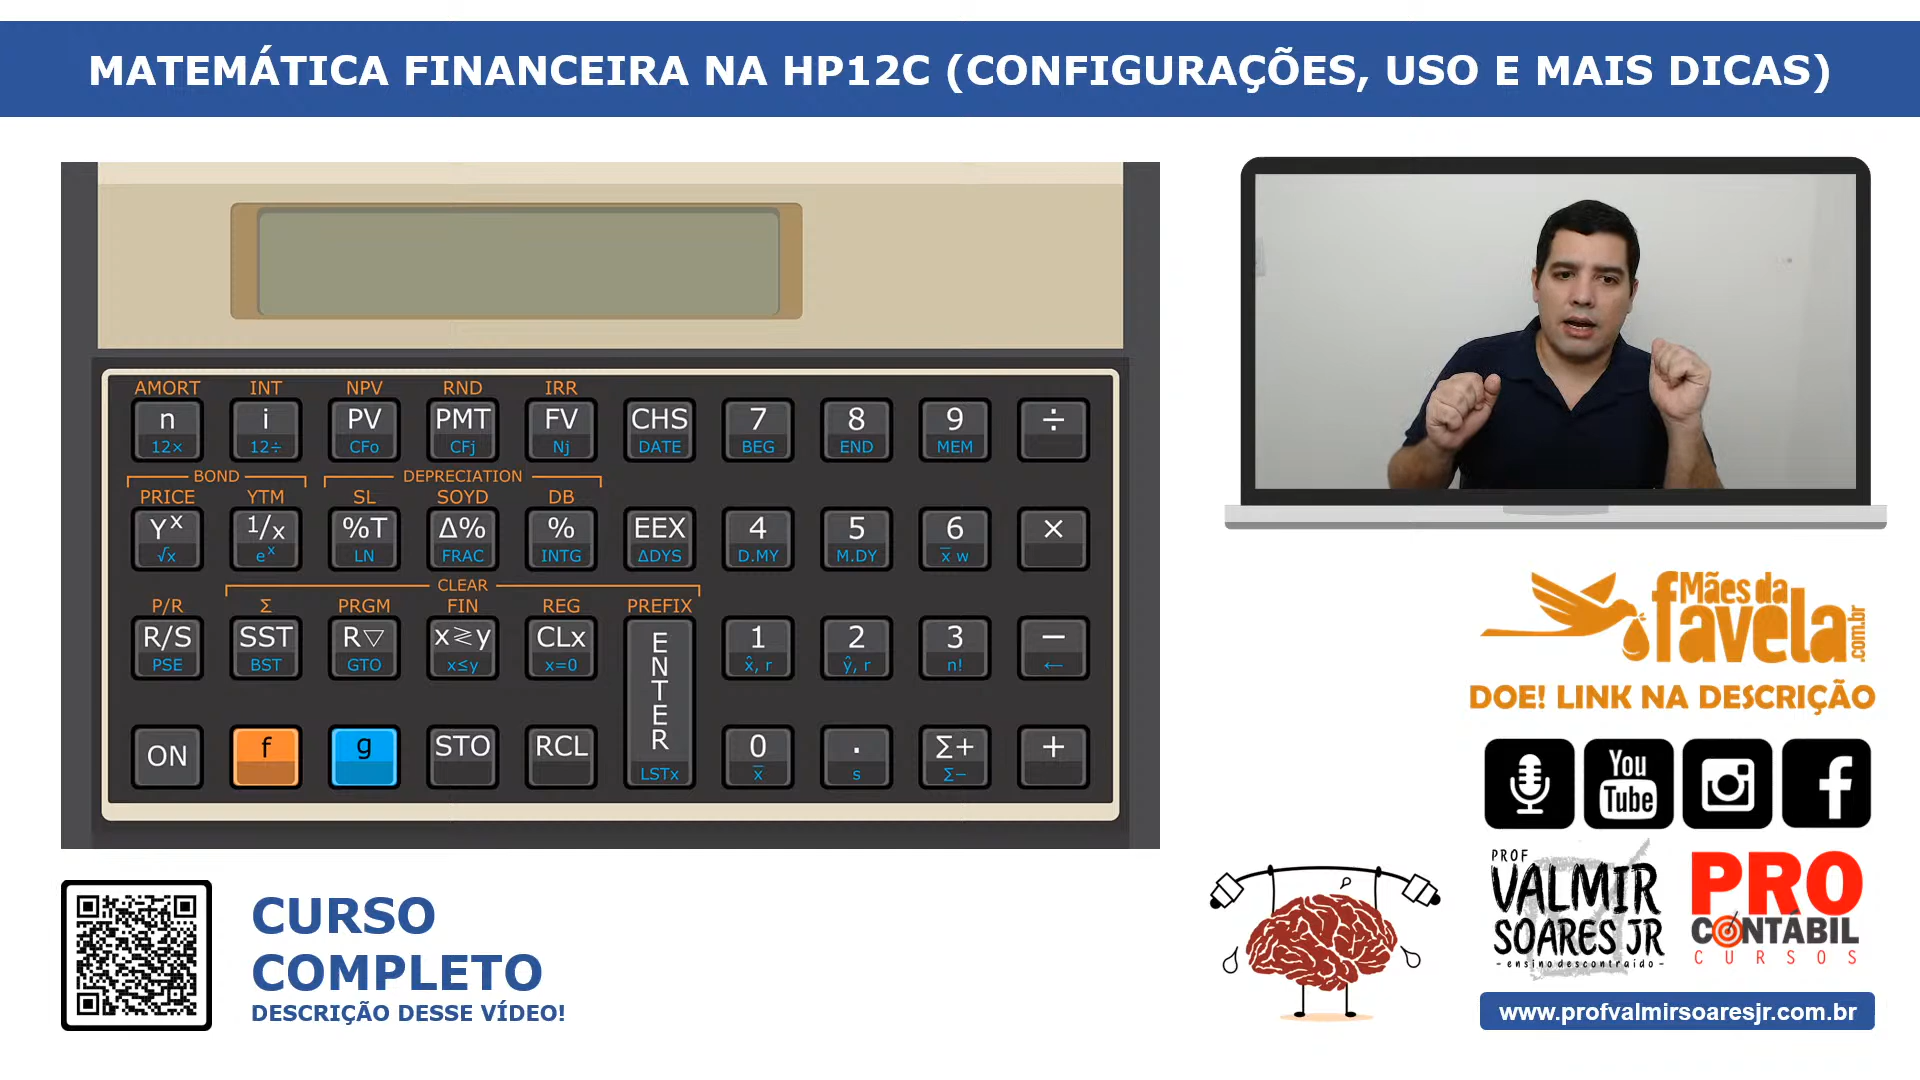 MATEMÁTICA FINANCEIRA NA HP12C (CONFIGURAÇÕES, USO E MAIS DICAS)
AMORT INT NPV RND IRR
n i PV PMT FV CHS 7 8 9 ÷
12× 12÷ CFo CFj Nj DATE BEG END MEM
BOND DEPRECIATION
PRICE YTM SL SOYD DB
Yˣ 1/x %T Δ% % EEX 4 5 6 ×
√x eˣ LN FRAC INTG ΔDYS D.MY M.DY x̅ w
CLEAR
P/R Σ PRGM FIN REG PREFIX
R/S SST R▽ x≷y CLx ENTER 1 2 3 −
PSE BST GTO x≤y x=0 x̂, r ŷ, r n! ←
ON f g STO RCL 0 . Σ+ +
LSTx x̅ s Σ−
Mães da
favela
.com.br
DOE! LINK NA DESCRIÇÃO
You
Tube
PROF
VALMIR
SOARES JR
- ensino descontraído -
PRO
CONTÁBIL
CURSOS
www.profvalmirsoaresjr.com.br
CURSO
COMPLETO
DESCRIÇÃO DESSE VÍDEO!